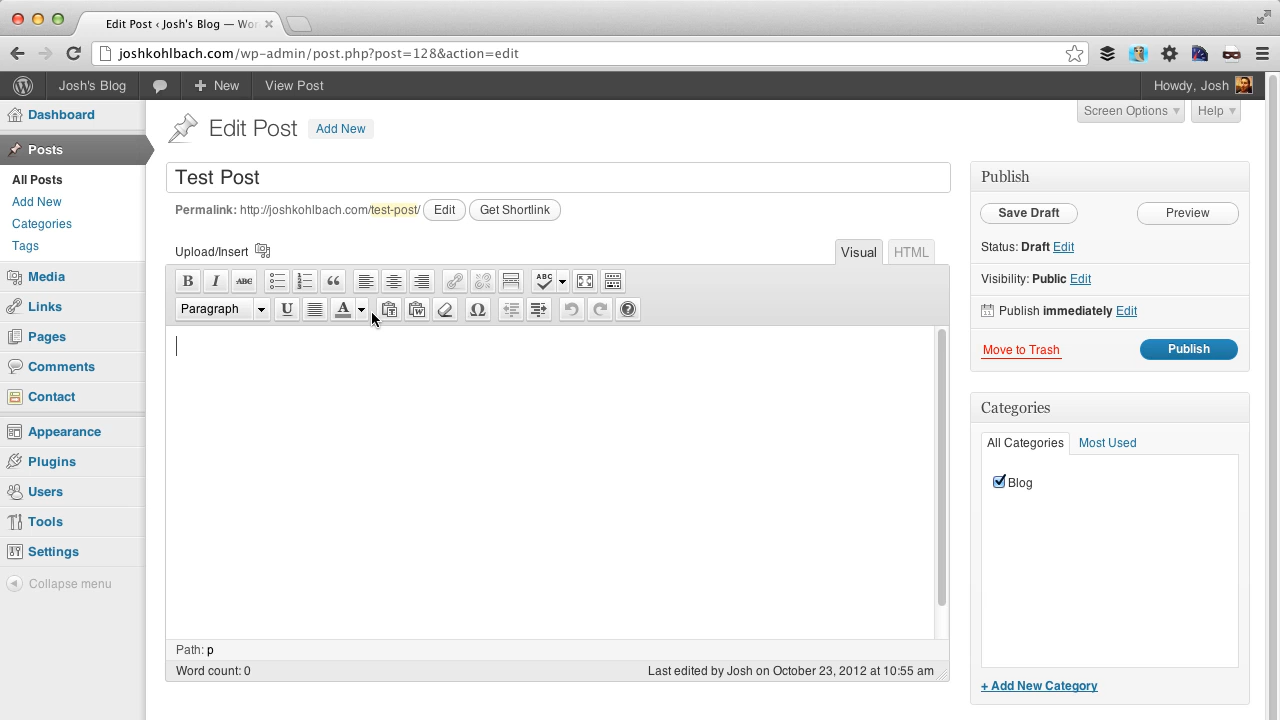 Edit Post ‹ Josh's Blog — Wor
joshkohlbach.com/wp-admin/post.php?post=128&action=edit
Josh's Blog
New
View Post
Howdy, Josh
Screen Options
Help
Dashboard
Posts
All Posts
Add New
Categories
Tags
Media
Links
Pages
Comments
Contact
Appearance
Plugins
Users
Tools
Settings
Collapse menu
Edit Post
Add New
Test Post
Permalink: http://joshkohlbach.com/test-post/ Edit Get Shortlink
Upload/Insert
Visual
HTML
B I ABC ABC
Paragraph U A Ω
Path: p
Word count: 0
Last edited by Josh on October 23, 2012 at 10:55 am
Publish
Save Draft
Preview
Status: Draft Edit
Visibility: Public Edit
Publish immediately Edit
Move to Trash
Publish
Categories
All Categories
Most Used
Blog
+ Add New Category